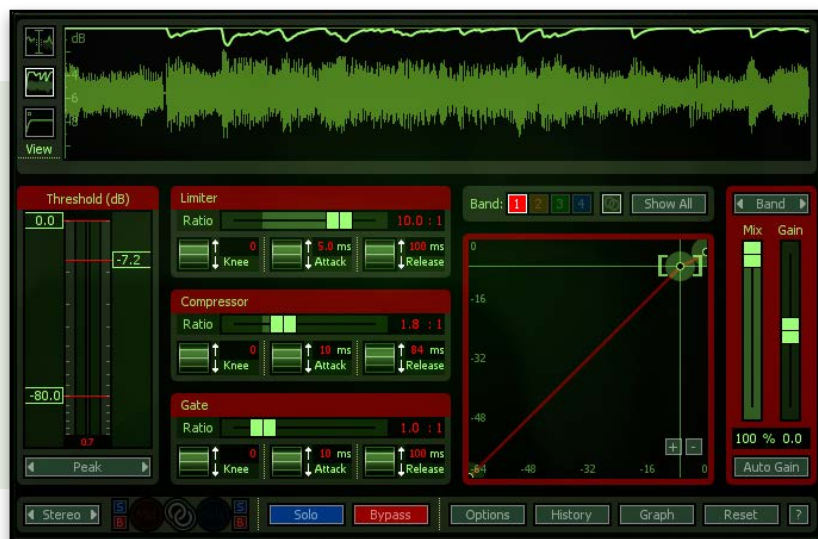 dB
-4
-6
-8
View
Threshold (dB)
0.0
-7.2
-80.0
0.7
Peak
Limiter
Ratio 10.0 : 1
0 Knee 5.0 ms Attack 100 ms Release
Compressor
Ratio 1.8 : 1
0 Knee 10 ms Attack 84 ms Release
Gate
Ratio 1.0 : 1
0 Knee 10 ms Attack 100 ms Release
Band: 1 2 3 4 Show All
0
-16
-32
-48
+ -
-64 -48 -32 -16 0
Band
Mix Gain
100 % 0.0
Auto Gain
Stereo S B S B Solo Bypass Options History Graph Reset ?